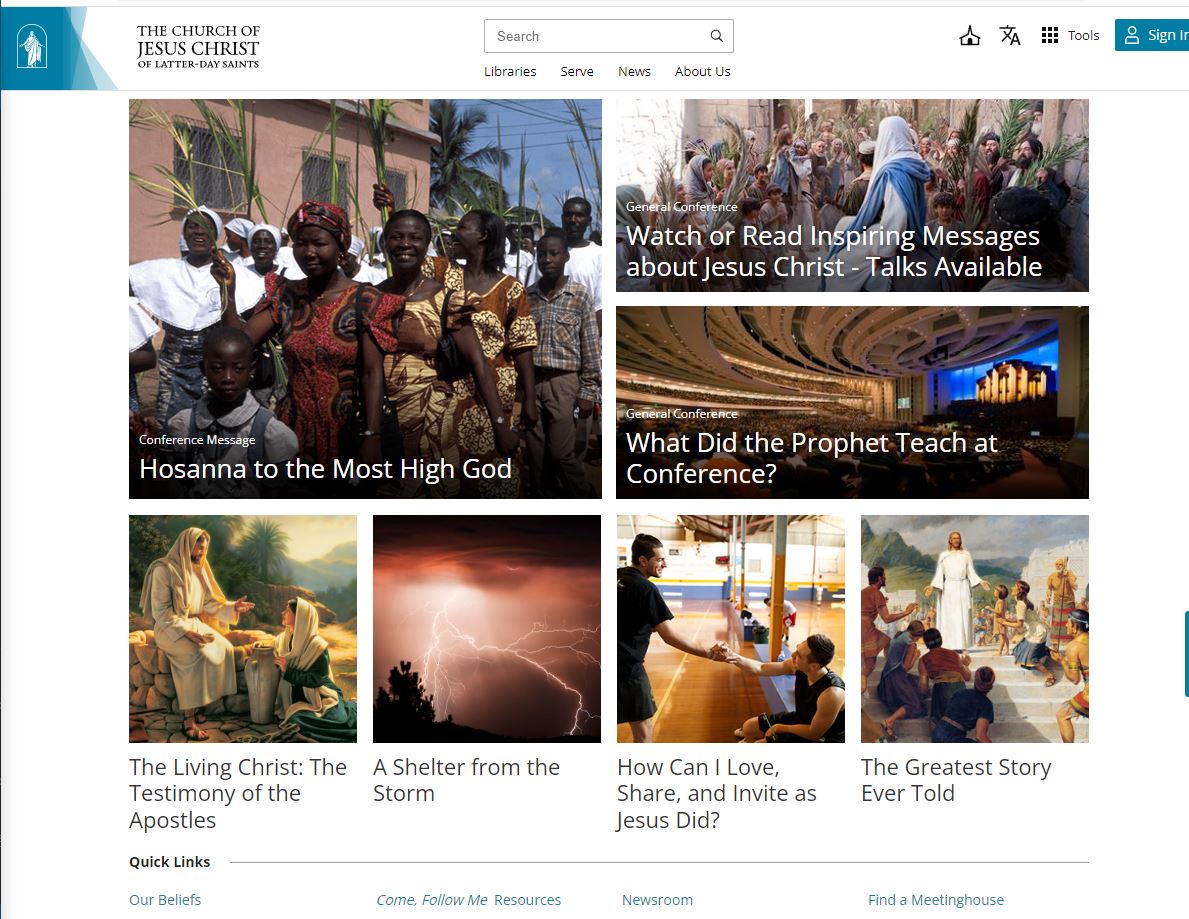 THE CHURCH OF
JESUS CHRIST
OF LATTER-DAY SAINTS
Search
Libraries Serve News About Us
Tools
Sign In
Conference Message
Hosanna to the Most High God
General Conference
Watch or Read Inspiring Messages
about Jesus Christ - Talks Available
General Conference
What Did the Prophet Teach at
Conference?
The Living Christ: The
Testimony of the
Apostles
A Shelter from the
Storm
How Can I Love,
Share, and Invite as
Jesus Did?
The Greatest Story
Ever Told
Quick Links
Our Beliefs
Come, Follow Me Resources
Newsroom
Find a Meetinghouse